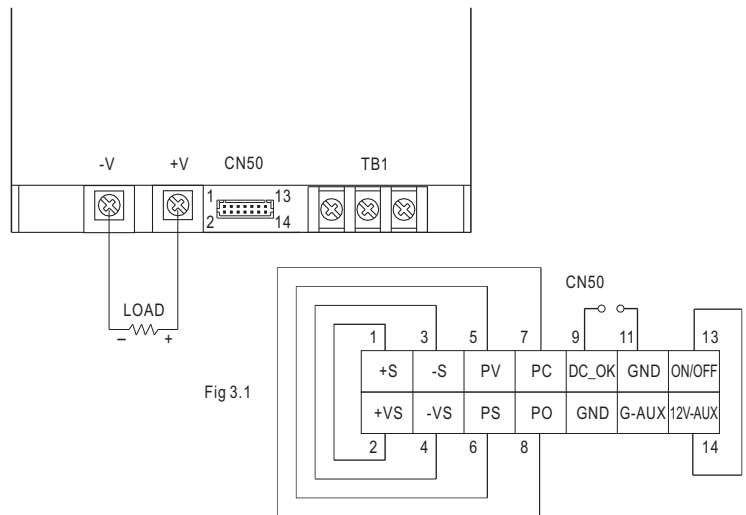 -V +V CN50 TB1
1 13
2 14
LOAD
– +
CN50
1 3 5 7 9 11 13
+S -S PV PC DC_OK GND ON/OFF
Fig 3.1
+VS -VS PS PO GND G-AUX 12V-AUX
2 4 6 8 14